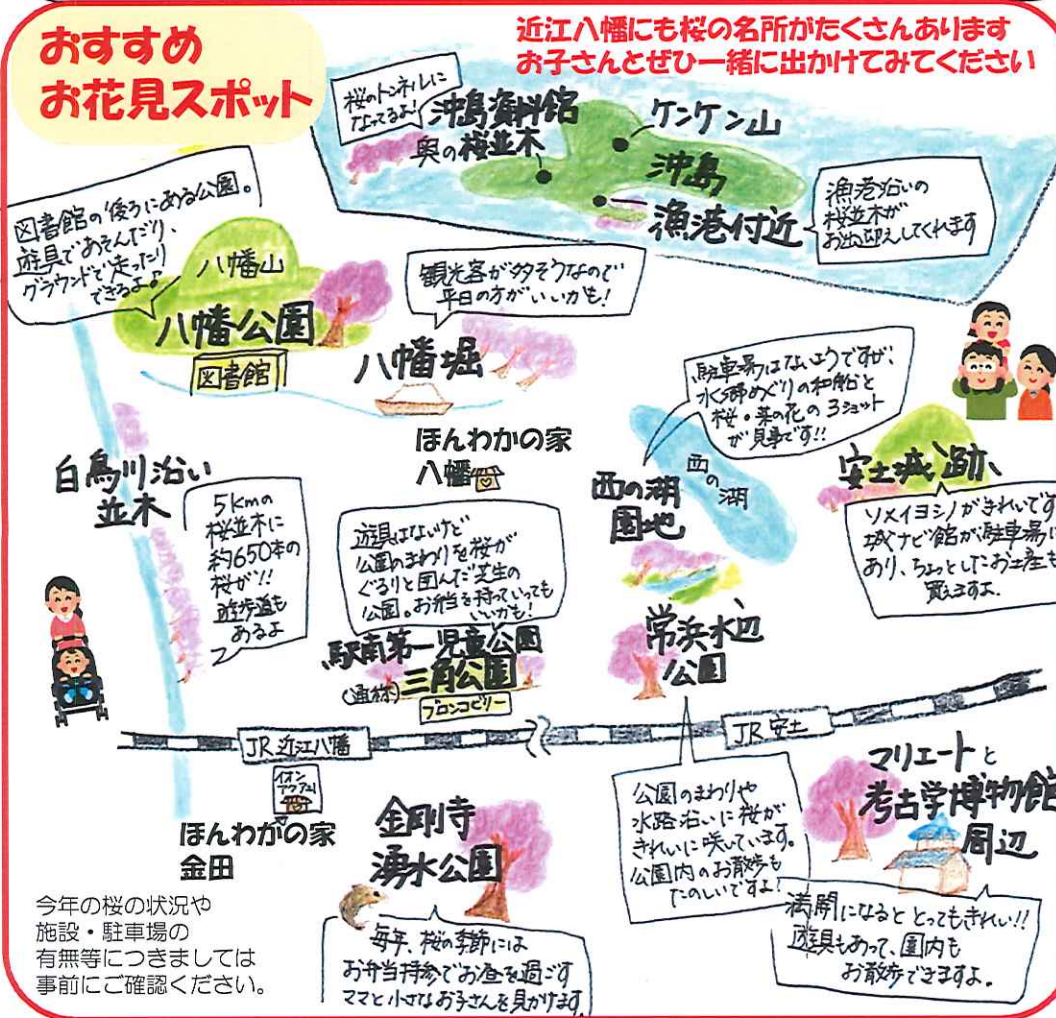 おすすめ
お花見スポット
近江八幡にも桜の名所がたくさんあります
お子さんとぜひ一緒に出かけてみてください
桜のトンネルに
なってるよ!
沖島資料館
奥の桜並木
ケンケン山
沖島
漁港付近
漁港沿いの
桜並木が
お出迎えしてくれます
図書館の後ろにある公園。
遊具であそんだり、
グラウンドで走ったり
できるよ♪
八幡山
八幡公園
図書館
観光客が多そうなので
平日の方がいいかも!
八幡堀
ほんわかの家
八幡
駐車場はないようですが、
水郷めぐりの和船と
桜・菜の花の3ショット
が見事です!!
西の湖
西の湖
園地
安土城跡
ソメイヨシノがきれいです
城なび館が駐車場に
あり、ちょっとしたお土産も
買えますよ.
白鳥川沿い
並木
5kmの
桜並木に
約650本の
桜が!!
遊歩道も
あるよ
遊具はないけど
公園のまわりを桜が
ぐるりと囲んだ芝生の
公園。お弁当を持っていっても
いいかも!
駅南第一児童公園
(通称)三角公園
ブロンコビリー
常浜水辺
公園
JR近江八幡
JR安土
イオン
アクア21
ほんわかの家
金田
金剛寺
湧水公園
毎年、桜の季節には
お弁当持参でお昼を過ごす
ママと小さなお子さんを見かけます
公園のまわりや
水路沿いに桜が
きれいに咲いています。
公園内のお散歩も
たのしいですよ!
マリエートと
考古学博物館
周辺
満開になるととってもきれい!!
遊具もあって、園内も
お散歩できますよ。
今年の桜の状況や
施設・駐車場の
有無等につきましては
事前にご確認ください。